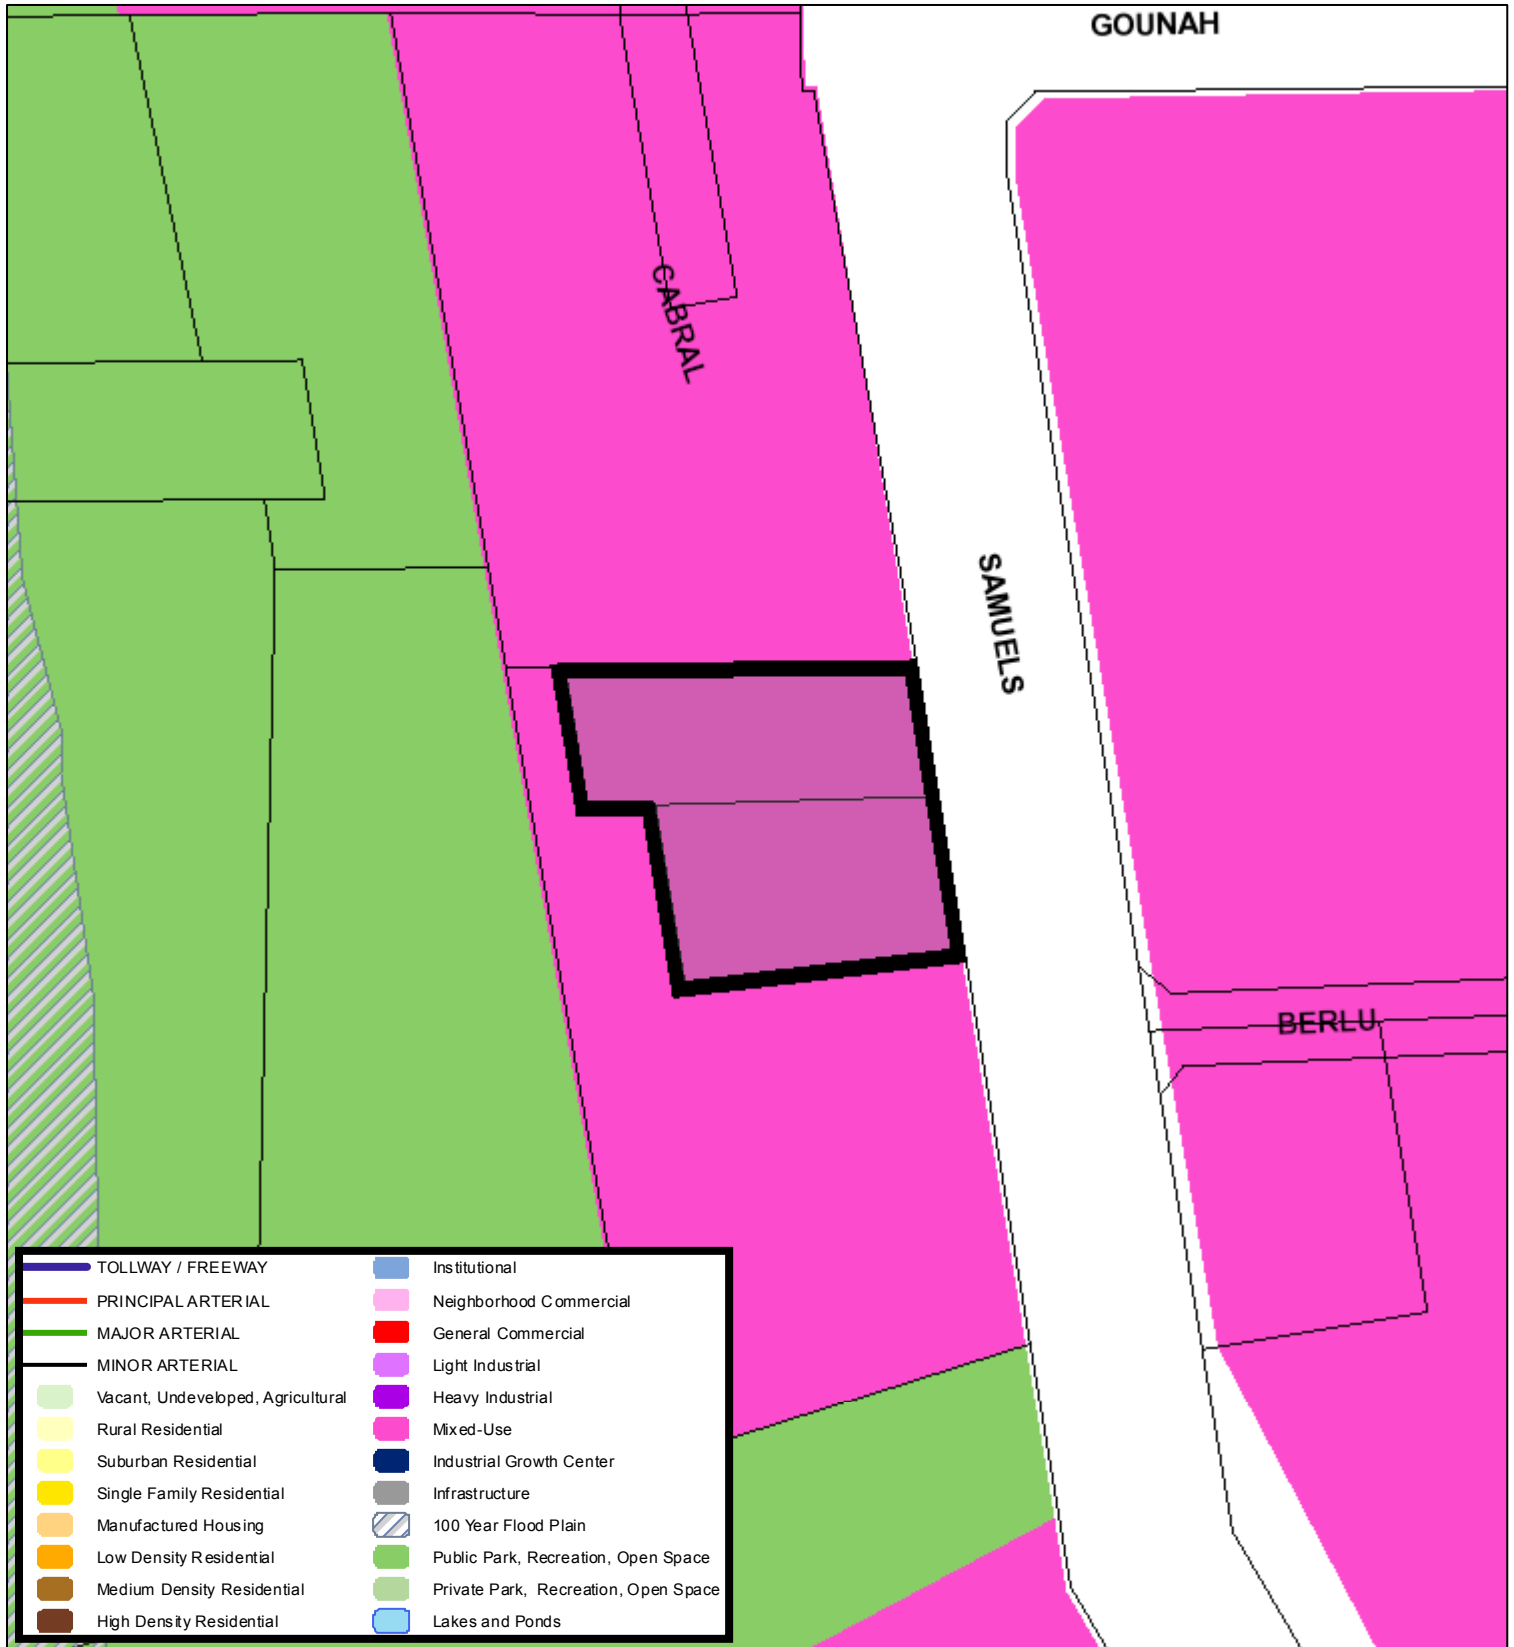 GOUNAH
CABRAL
SAMUELS
BERLU
TOLLWAY / FREEWAY
PRINCIPAL ARTERIAL
MAJOR ARTERIAL
MINOR ARTERIAL
Vacant, Undeveloped, Agricultural
Rural Residential
Suburban Residential
Single Family Residential
Manufactured Housing
Low Density Residential
Medium Density Residential
High Density Residential
Institutional
Neighborhood Commercial
General Commercial
Light Industrial
Heavy Industrial
Mixed-Use
Industrial Growth Center
Infrastructure
100 Year Flood Plain
Public Park, Recreation, Open Space
Private Park, Recreation, Open Space
Lakes and Ponds